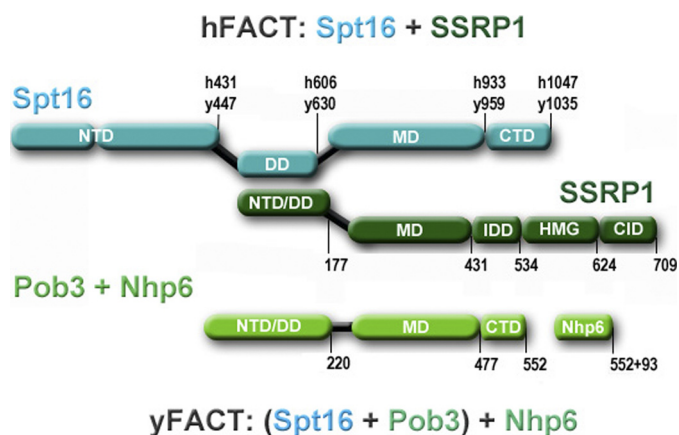 hFACT: Spt16 + SSRP1
h431 h606 h933 h1047
Spt16 y447 y630 y959 y1035
NTD MD CTD
DD
NTD/DD SSRP1
MD IDD HMG CID
177 431 534 624 709
Pob3 + Nhp6
NTD/DD MD CTD Nhp6
220 477 552 552+93
yFACT: (Spt16 + Pob3) + Nhp6